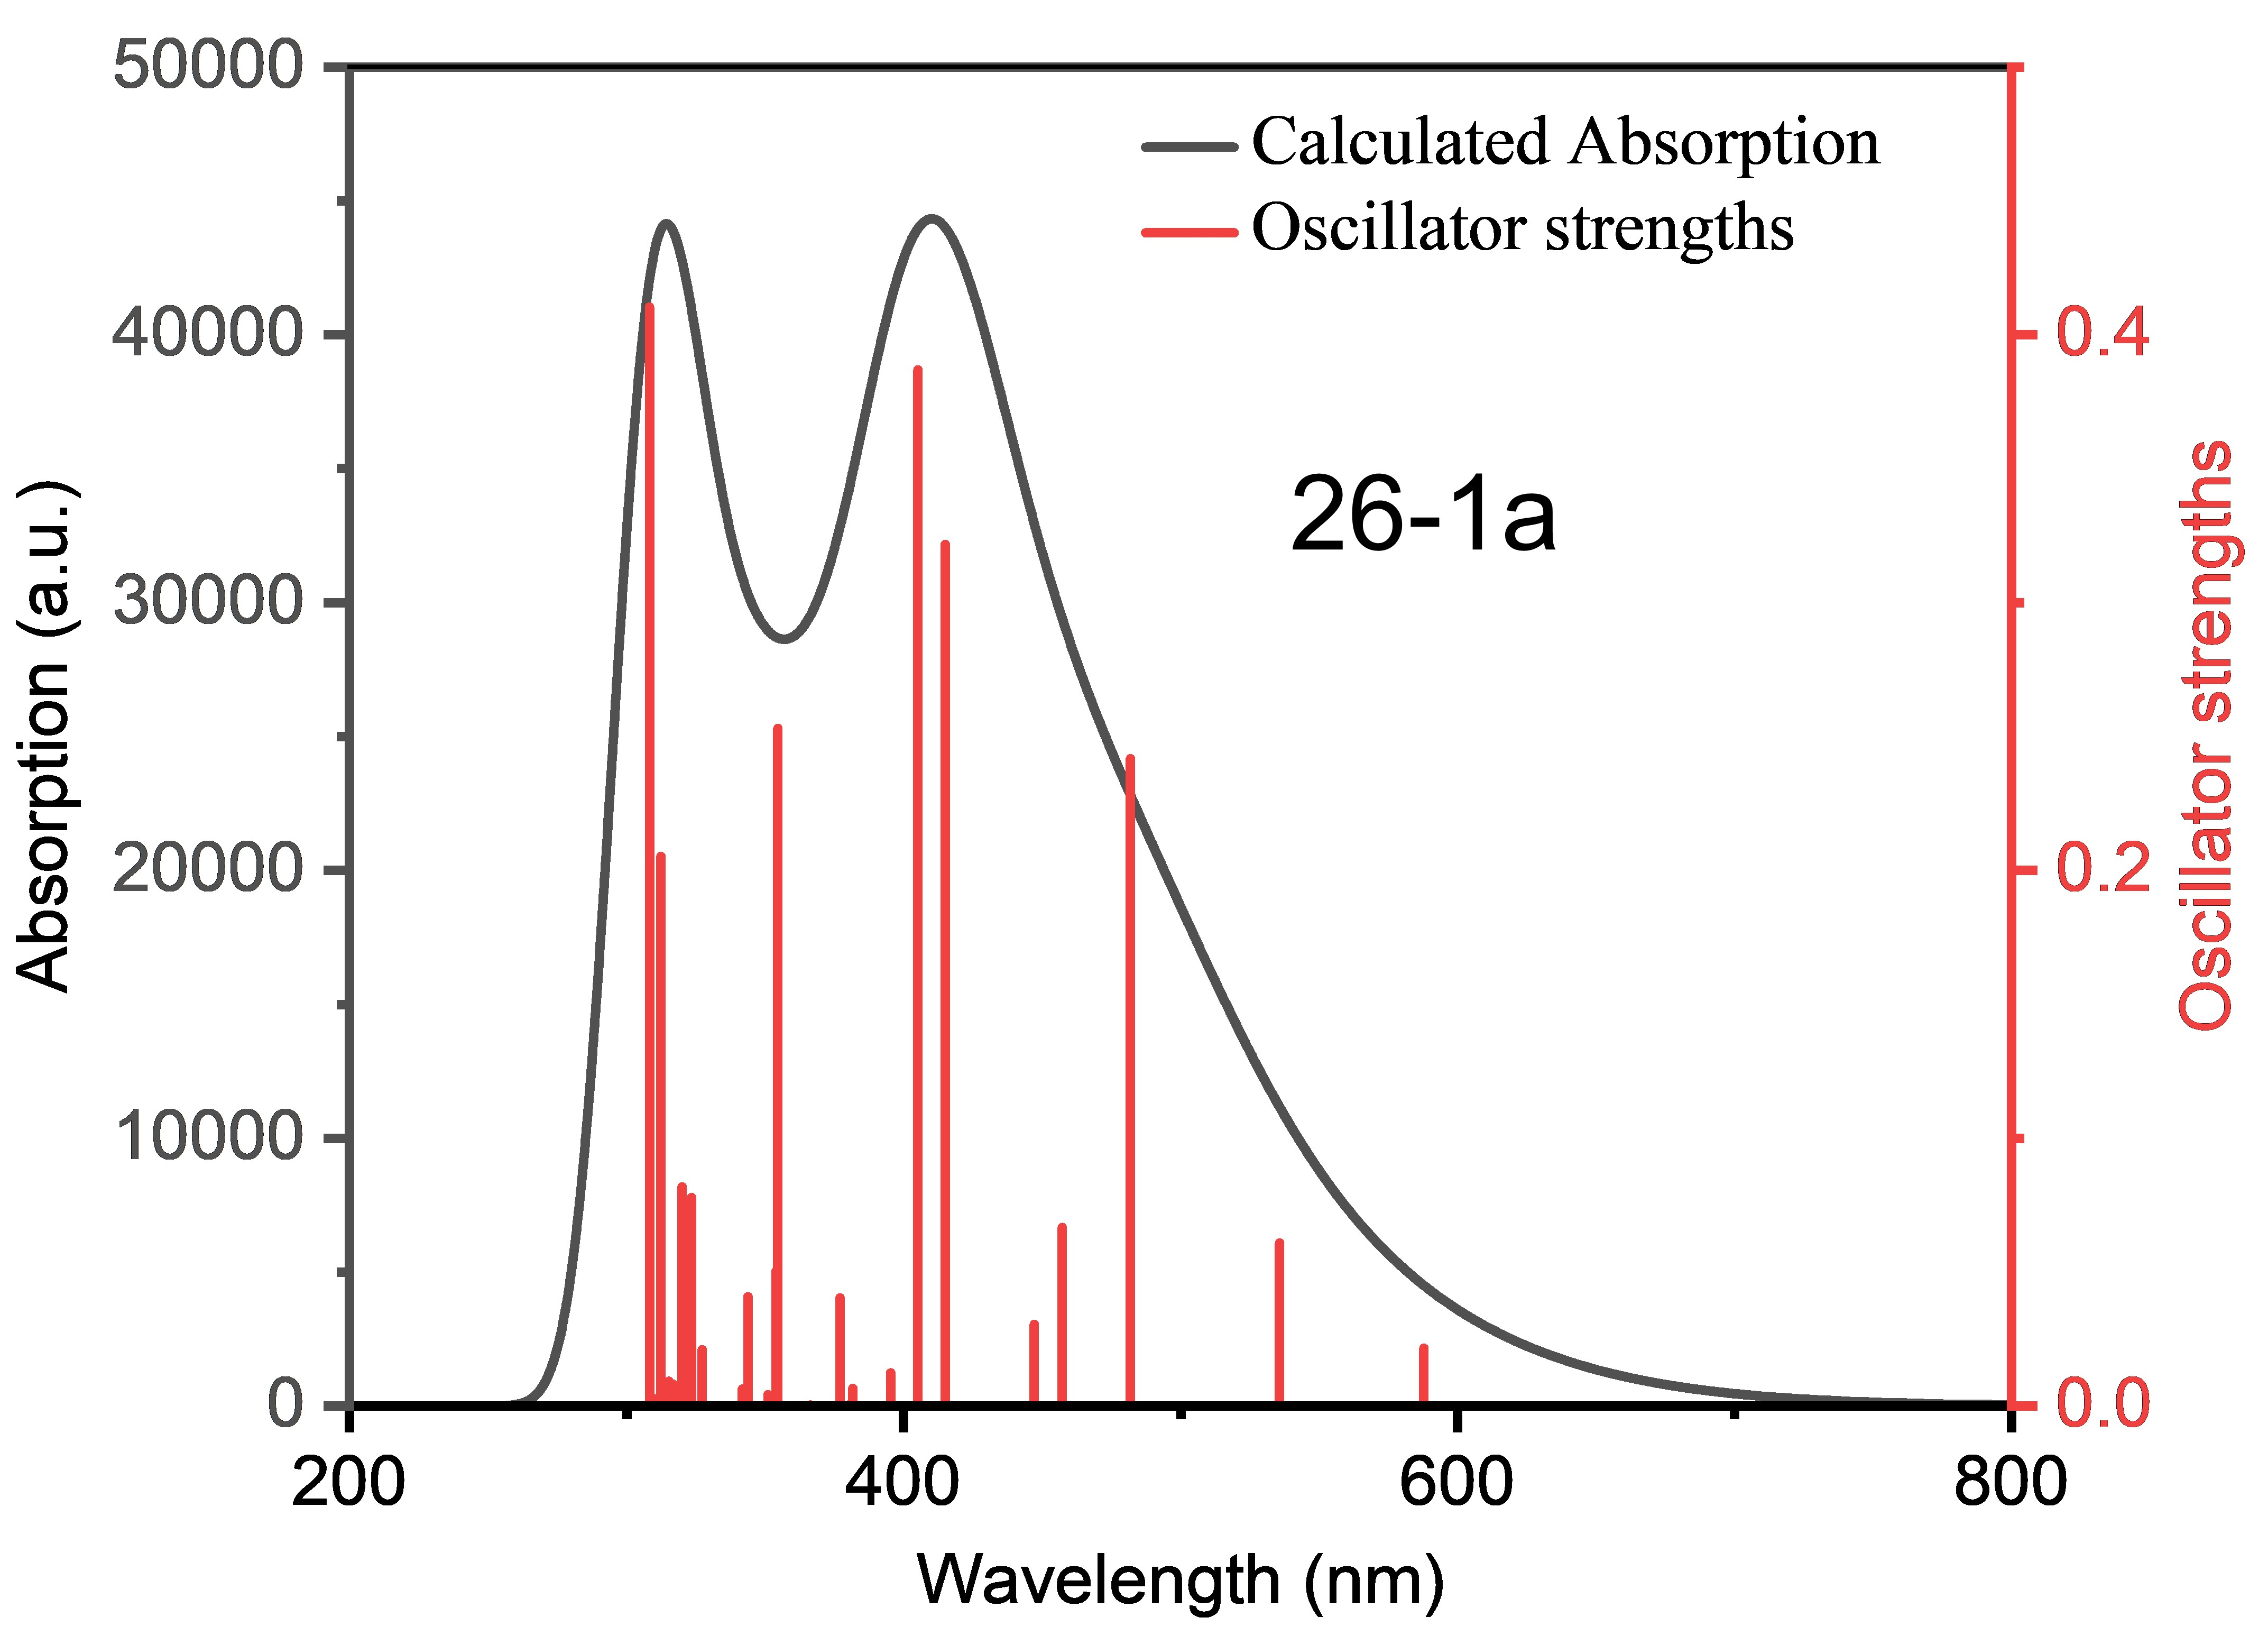 50000
40000
30000
20000
10000
0
Absorption (a.u.)
Calculated Absorption
Oscillator strengths
26-1a
0.4
0.2
0.0
Oscillator strengths
200
400
600
800
Wavelength (nm)